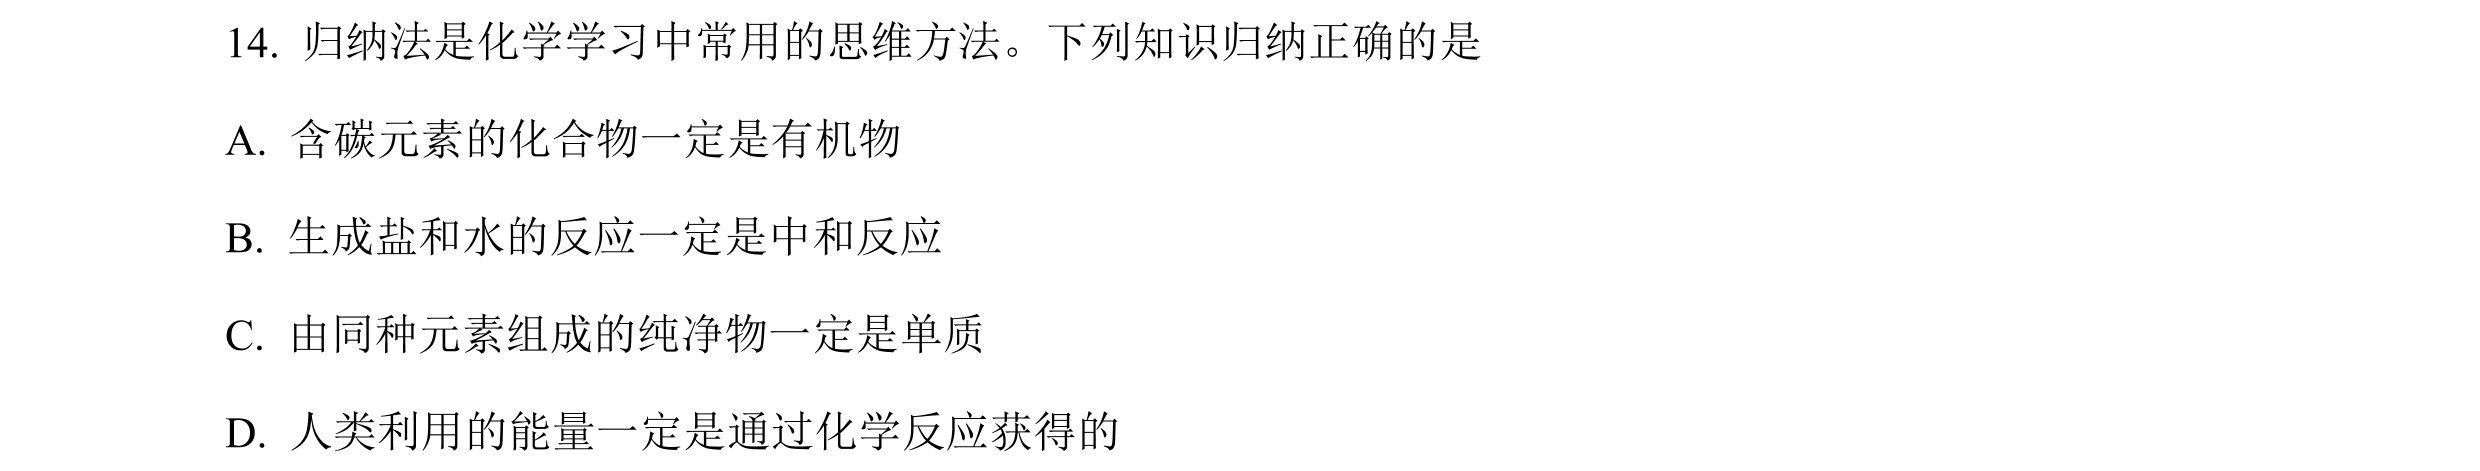 14. 归纳法是化学学习中常用的思维方法。下列知识归纳正确的是
A. 含碳元素的化合物一定是有机物
B. 生成盐和水的反应一定是中和反应
C. 由同种元素组成的纯净物一定是单质
D. 人类利用的能量一定是通过化学反应获得的